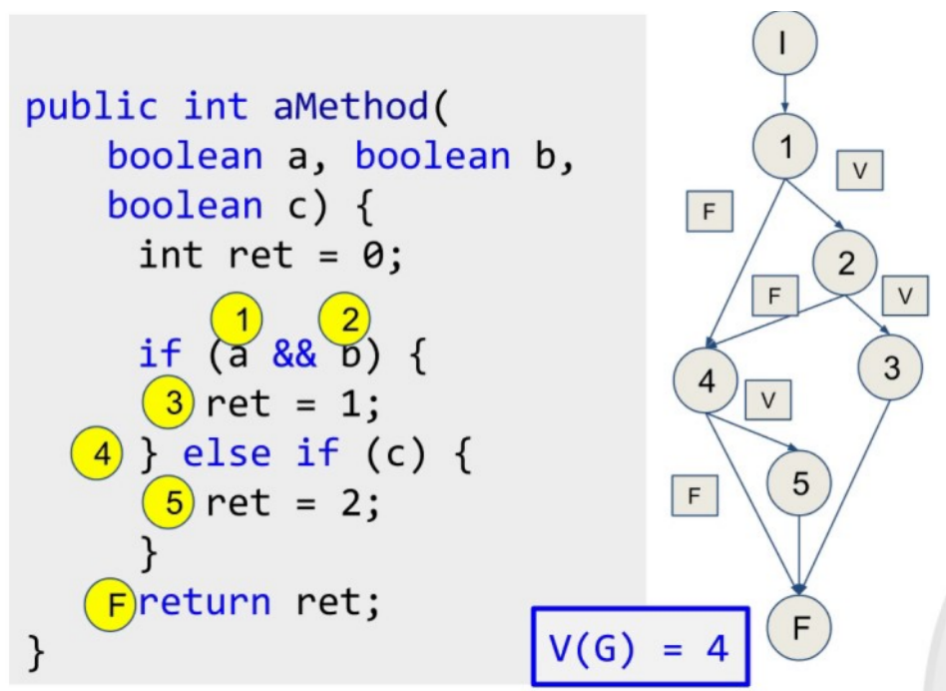 public int aMethod(
boolean a, boolean b,
boolean c) {
int ret = 0;
1 2
if (a && b) {
3 ret = 1;
4 } else if (c) {
5 ret = 2;
}
F return ret;
}
V(G) = 4
I
1
V
F
2
F
V
4
3
V
5
F
F